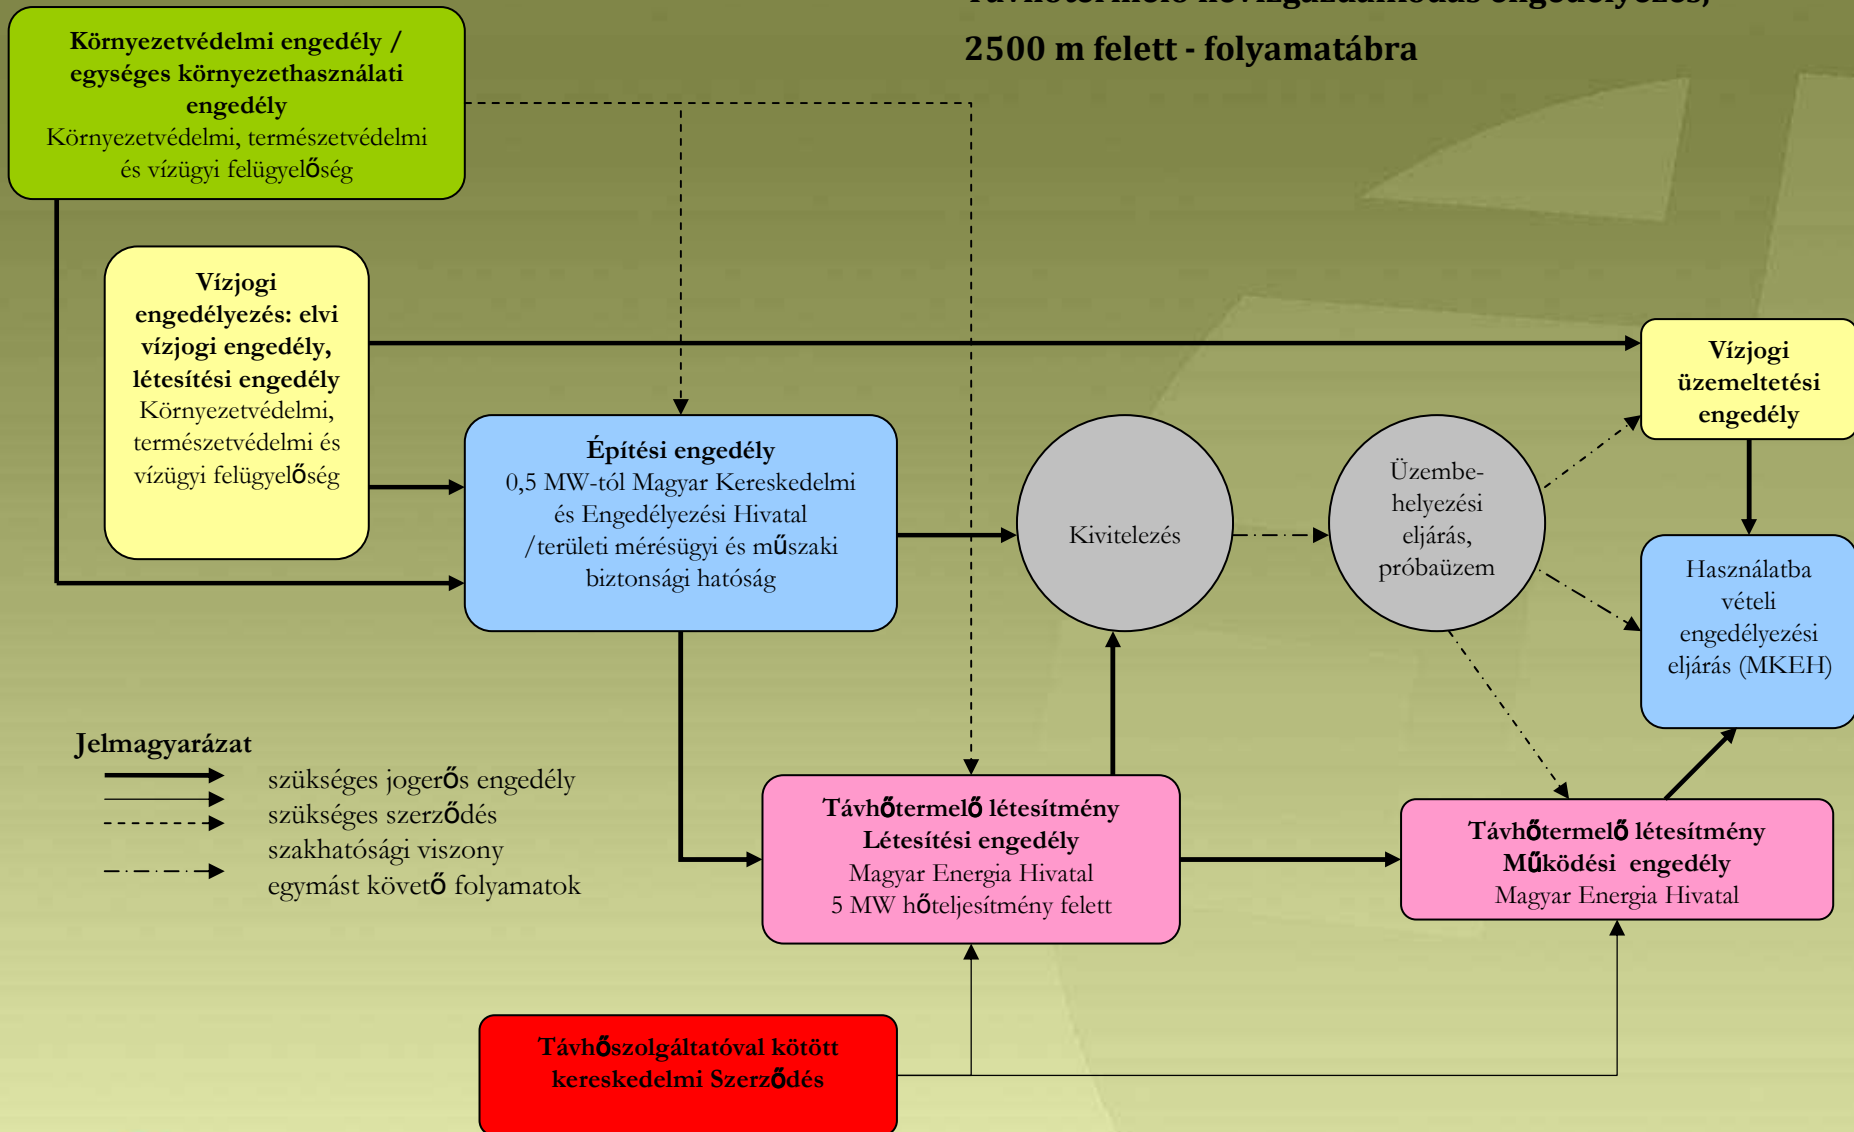 Távhőtermelő hévízgazdálkodás engedélyezés,
2500 m felett - folyamatábra
Környezetvédelmi engedély /
egységes környezethasználati
engedély
Környezetvédelmi, természetvédelmi
és vízügyi felügyelőség
Vízjogi
engedélyezés: elvi
vízjogi engedély,
létesítési engedély
Környezetvédelmi,
természetvédelmi és
vízügyi felügyelőség
Építési engedély
0,5 MW-tól Magyar Kereskedelmi
és Engedélyezési Hivatal
/területi mérésügyi és műszaki
biztonsági hatóság
Kivitelezés
Üzembe-
helyezési
eljárás,
próbaüzem
Vízjogi
üzemeltetési
engedély
Használatba
vételi
engedélyezési
eljárás (MKEH)
Jelmagyarázat
szükséges jogerős engedély
szükséges szerződés
szakhatósági viszony
egymást követő folyamatok
Távhőtermelő létesítmény
Létesítési engedély
Magyar Energia Hivatal
5 MW hőteljesítmény felett
Távhőtermelő létesítmény
Működési engedély
Magyar Energia Hivatal
Távhőszolgáltatóval kötött
kereskedelmi Szerződés